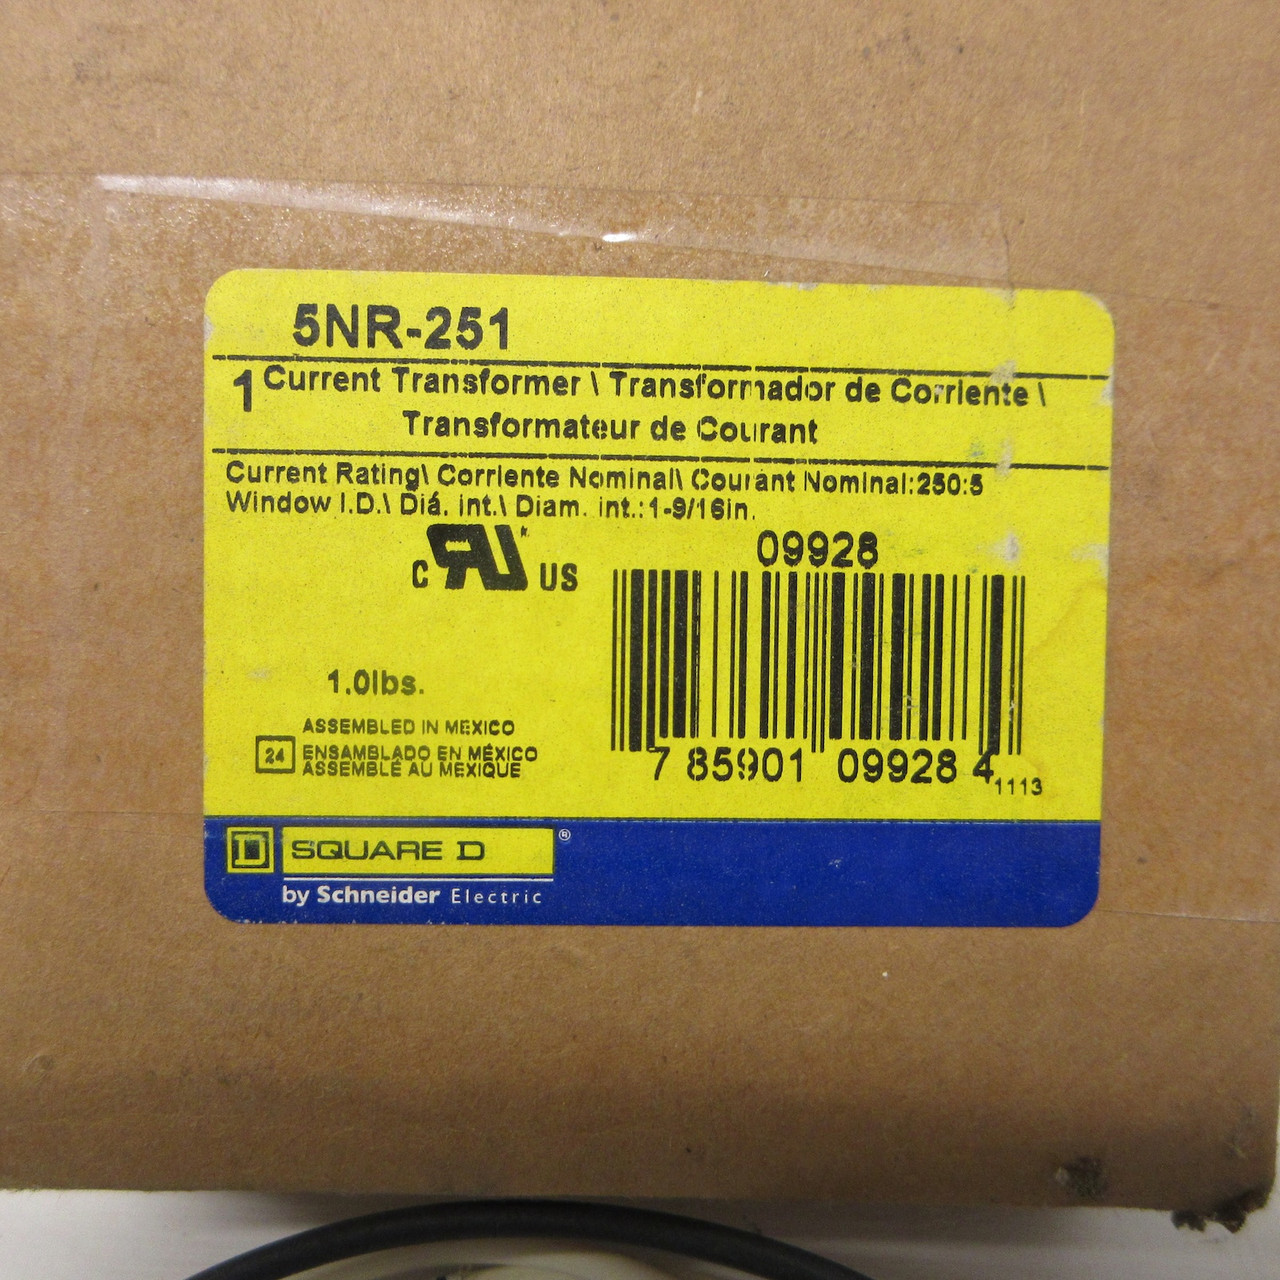 5NR-251
1 Current Transformer \ Transformador de Corriente \
Transformateur de Courant
Current Rating\ Corriente Nominal\ Courant Nominal:250:5
Window I.D.\ Diá. int.\ Diam. int.:1-9/16in.
c RU US
09928
1.0lbs.
ASSEMBLED IN MEXICO
24 ENSAMBLADO EN MÉXICO
ASSEMBLÉ AU MEXIQUE
7 85901 09928 4
1113
D SQUARE D ®
by Schneider Electric